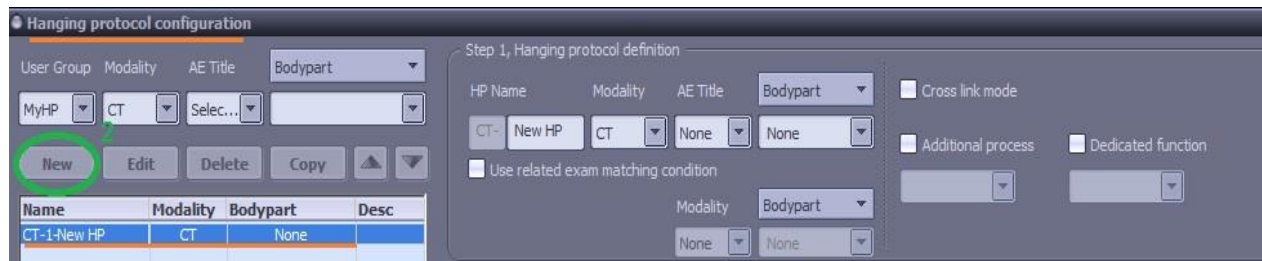 Hanging protocol configuration
User Group Modality AE Title Bodypart
MyHP CT Selec...
2
New Edit Delete Copy
Name Modality Bodypart Desc
CT-1-New HP CT None
Step 1, Hanging protocol definition
HP Name Modality AE Title Bodypart
CT- New HP CT None None
Use related exam matching condition
Modality Bodypart
None None
Cross link mode
Additional process Dedicated function